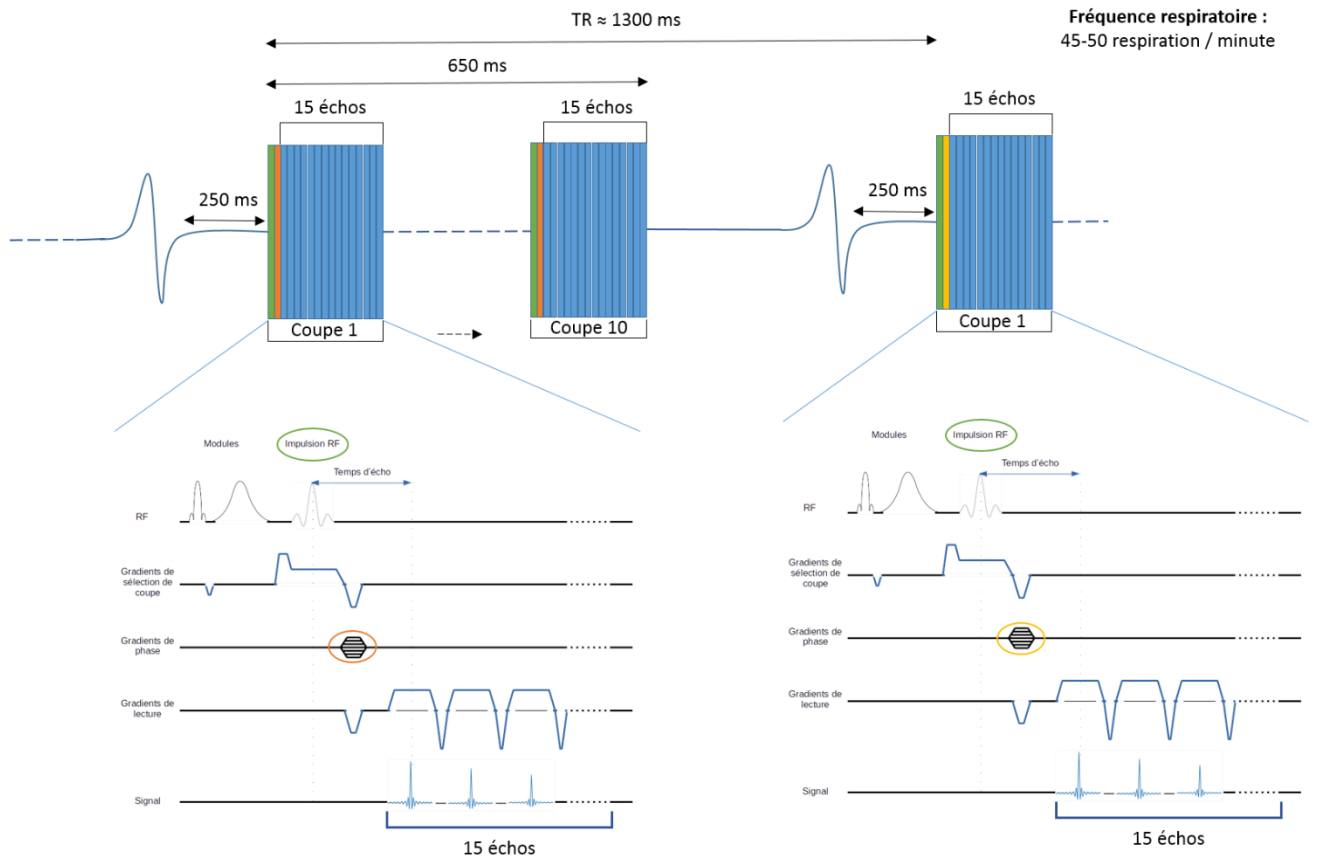 TR ≈ 1300 ms
Fréquence respiratoire :
45-50 respiration / minute
650 ms
15 échos
15 échos
15 échos
250 ms
250 ms
Coupe 1
Coupe 10
Coupe 1
Modules
Impulsion RF
Temps d'écho
RF
Gradients de
sélection de
coupe
Gradients de
phase
Gradients de
lecture
Signal
15 échos
Modules
Impulsion RF
Temps d'écho
RF
Gradients de
sélection de
coupe
Gradients de
phase
Gradients de
lecture
Signal
15 échos